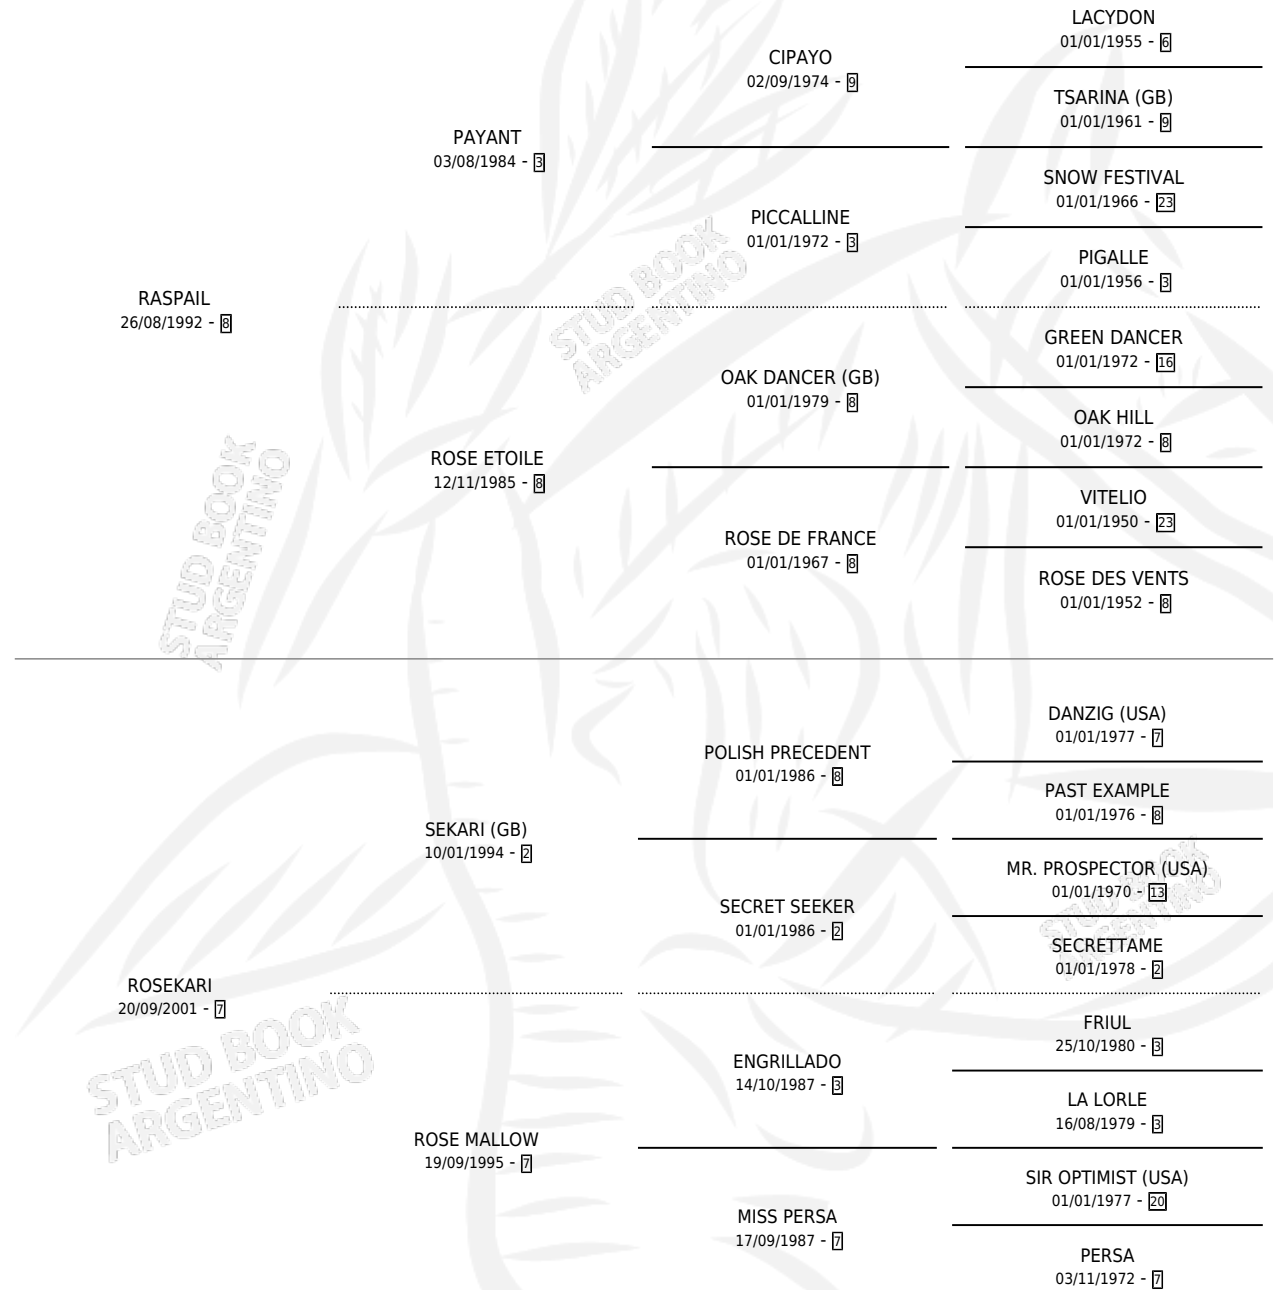 LACYDON
01/01/1955 - 6
CIPAYO
02/09/1974 - 9
TSARINA (GB)
01/01/1961 - 9
PAYANT
03/08/1984 - 3
SNOW FESTIVAL
01/01/1966 - 23
PICCALLINE
01/01/1972 - 3
PIGALLE
01/01/1956 - 3
RASPAIL
26/08/1992 - 8
GREEN DANCER
01/01/1972 - 16
OAK DANCER (GB)
01/01/1979 - 8
OAK HILL
01/01/1972 - 8
ROSE ETOILE
12/11/1985 - 8
VITELIO
01/01/1950 - 23
ROSE DE FRANCE
01/01/1967 - 8
ROSE DES VENTS
01/01/1952 - 8
DANZIG (USA)
01/01/1977 - 7
POLISH PRECEDENT
01/01/1986 - 8
PAST EXAMPLE
01/01/1976 - 8
SEKARI (GB)
10/01/1994 - 2
MR. PROSPECTOR (USA)
01/01/1970 - 13
SECRET SEEKER
01/01/1986 - 2
SECRETTAME
01/01/1978 - 2
ROSEKARI
20/09/2001 - 7
FRIUL
25/10/1980 - 3
ENGRILLADO
14/10/1987 - 3
LA LORLE
16/08/1979 - 3
ROSE MALLOW
19/09/1995 - 7
SIR OPTIMIST (USA)
01/01/1977 - 20
MISS PERSA
17/09/1987 - 7
PERSA
03/11/1972 - 7
STUD BOOK
ARGENTINO
STUD BOOK
ARGENTINO
STUD BOOK
ARGENTINO
STUD BOOK
ARGENTINO